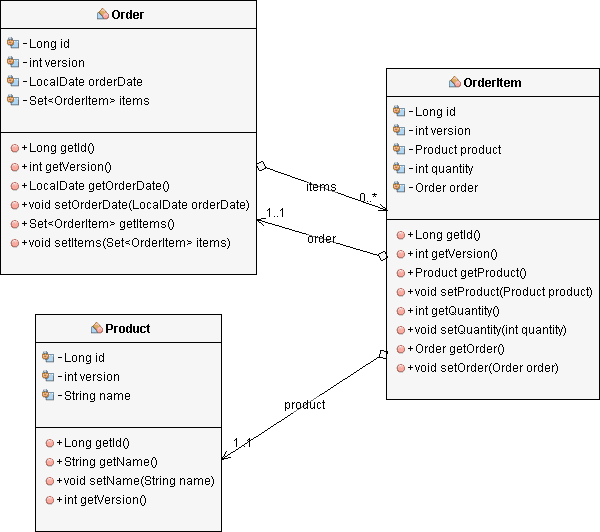 Order
- Long id
- int version
- LocalDate orderDate
- Set<OrderItem> items
+ Long getId()
+ int getVersion()
+ LocalDate getOrderDate()
+ void setOrderDate(LocalDate orderDate)
+ Set<OrderItem> getItems()
+ void setItems(Set<OrderItem> items)
items
0..*
1..1
order
OrderItem
- Long id
- int version
- Product product
- int quantity
- Order order
+ Long getId()
+ int getVersion()
+ Product getProduct()
+ void setProduct(Product product)
+ int getQuantity()
+ void setQuantity(int quantity)
+ Order getOrder()
+ void setOrder(Order order)
product
1..1
Product
- Long id
- int version
- String name
+ Long getId()
+ String getName()
+ void setName(String name)
+ int getVersion()